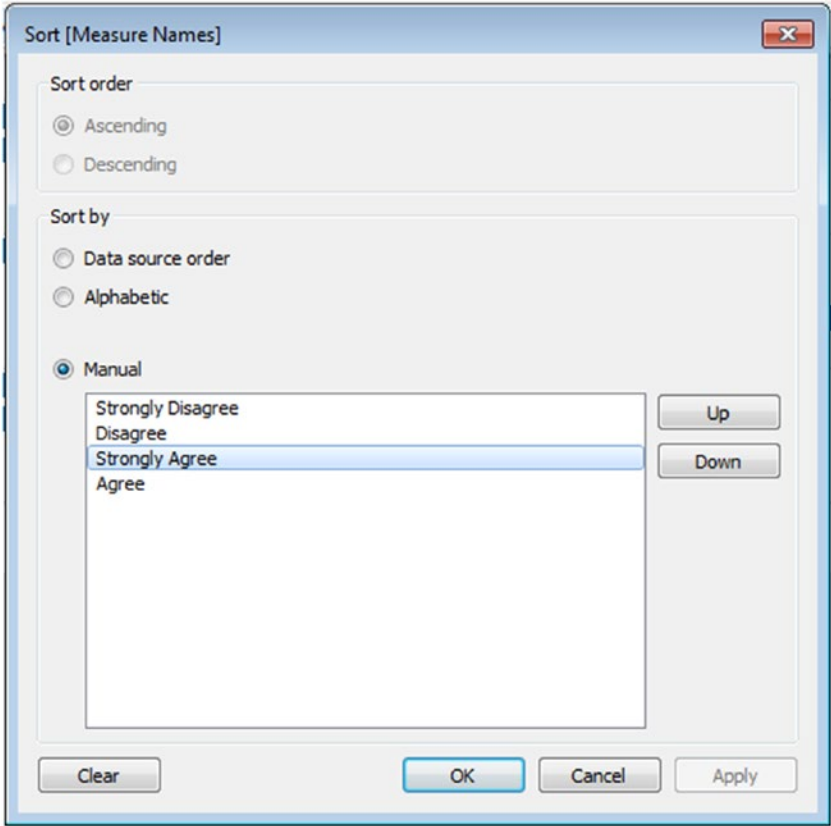 Sort [Measure Names]
Sort order
Ascending
Descending
Sort by
Data source order
Alphabetic
Manual
Strongly Disagree
Disagree
Strongly Agree
Agree
Up
Down
Clear
OK
Cancel
Apply